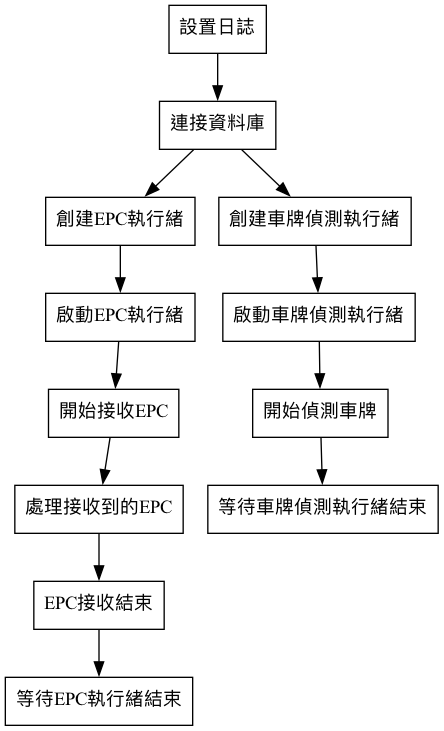 設置日誌
連接資料庫
創建EPC執行緒
創建車牌偵測執行緒
啟動EPC執行緒
啟動車牌偵測執行緒
開始接收EPC
開始偵測車牌
處理接收到的EPC
等待車牌偵測執行緒結束
EPC接收結束
等待EPC執行緒結束